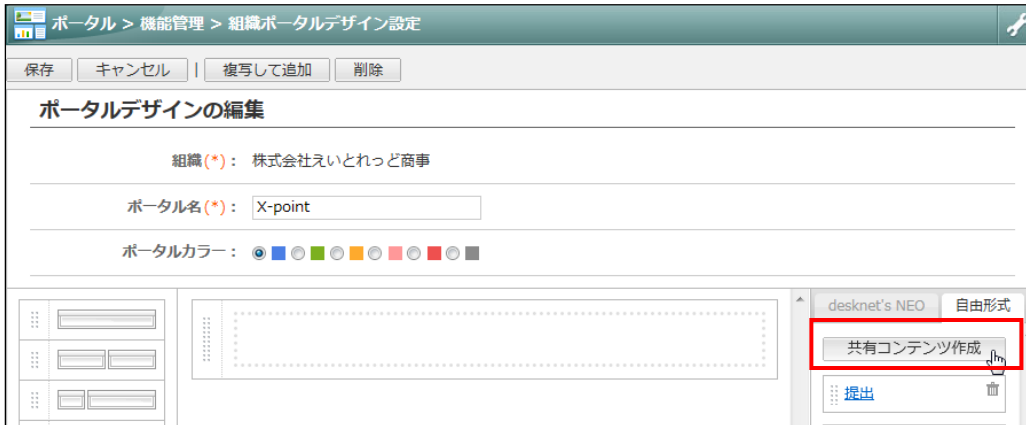 ポータル > 機能管理 > 組織ポータルデザイン設定
保存 キャンセル | 複写して追加 削除
ポータルデザインの編集
組織(*)： 株式会社えいとれっど商事
ポータル名(*)： X-point
ポータルカラー：
desknet's NEO 自由形式
共有コンテンツ作成
提出